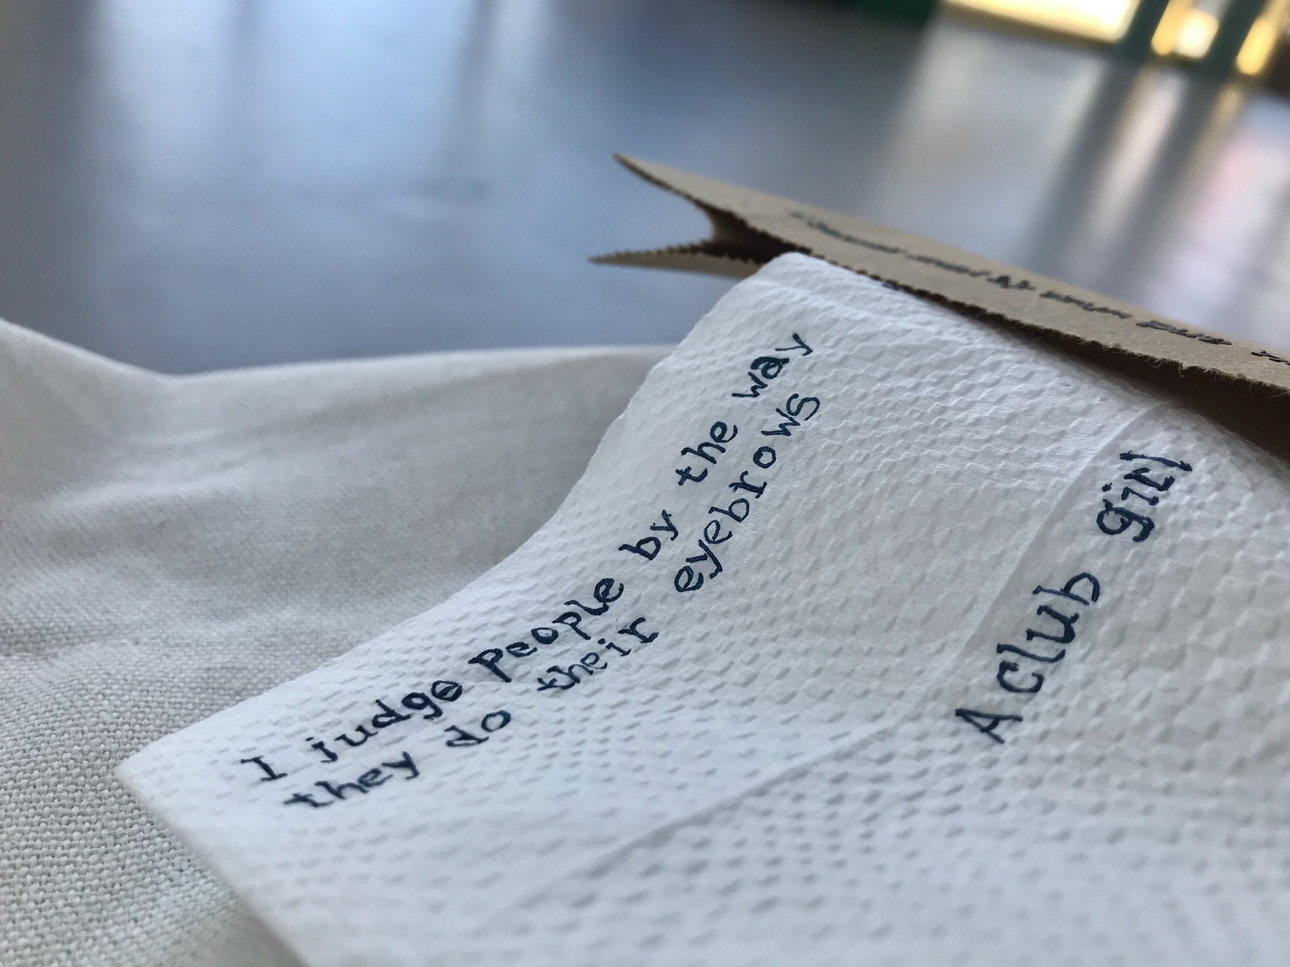 I judge People by the way
they do their eyebrows
A club girl